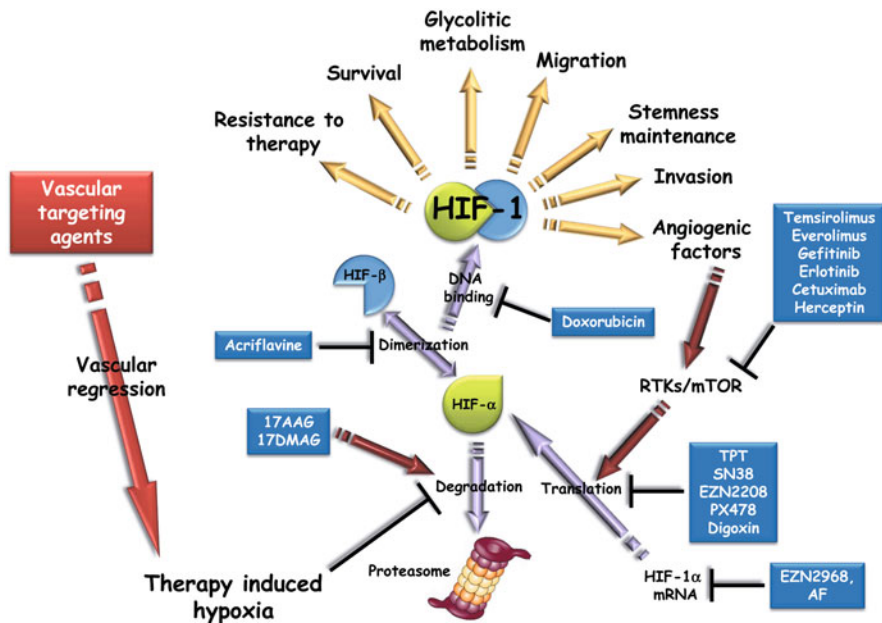 Glycolitic
metabolism
Migration
Survival
Stemness
maintenance
Resistance to
therapy
Invasion
HIF-1
Vascular
targeting
agents
Angiogenic
factors
Temsirolimus
Everolimus
Gefitinib
Erlotinib
Cetuximab
Herceptin
HIF-β
DNA
binding
Doxorubicin
Acriflavine
Dimerization
Vascular
regression
RTKs/mTOR
HIF-α
17AAG
17DMAG
TPT
SN38
EZN2208
PX478
Digoxin
Degradation
Translation
Therapy induced
hypoxia
Proteasome
HIF-1α
mRNA
EZN2968,
AF